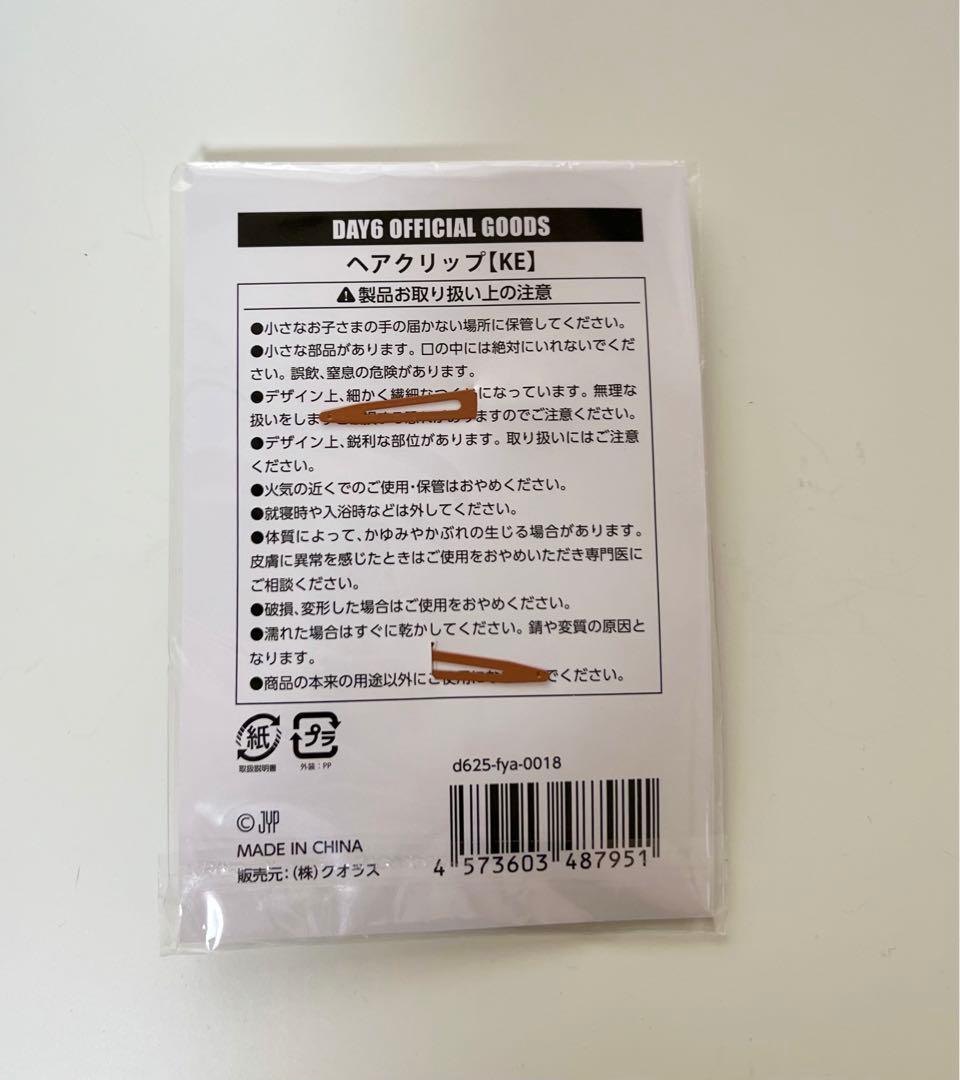 DAY6 OFFICIAL GOODS
ヘアクリップ【KE】
⚠製品お取り扱い上の注意
●小さなお子さまの手の届かない場所に保管してください。
●小さな部品があります。口の中には絶対にいれないでくだ
さい。誤飲、窒息の危険があります。
●デザイン上、細かく繊細なつくりになっています。無理な
扱いをしますので ご注意ください。
●デザイン上、鋭利な部位があります。取り扱いにはご注意
ください。
●火気の近くでのご使用・保管はおやめください。
●就寝時や入浴時などは外してください。
●体質によって、かゆみやかぶれの生じる場合があります。
皮膚に異常を感じたときはご使用をおやめいただき専門医に
ご相談ください。
●破損、変形した場合はご使用をおやめください。
●濡れた場合はすぐに乾かしてください。錆や変質の原因と
なります。
●商品の本来の用途以外にご使用にでください。
紙
取扱説明書
プラ
外装:PP
d625-fya-0018
© JYP
MADE IN CHINA
販売元:(株)クオラス
4 573603 487951